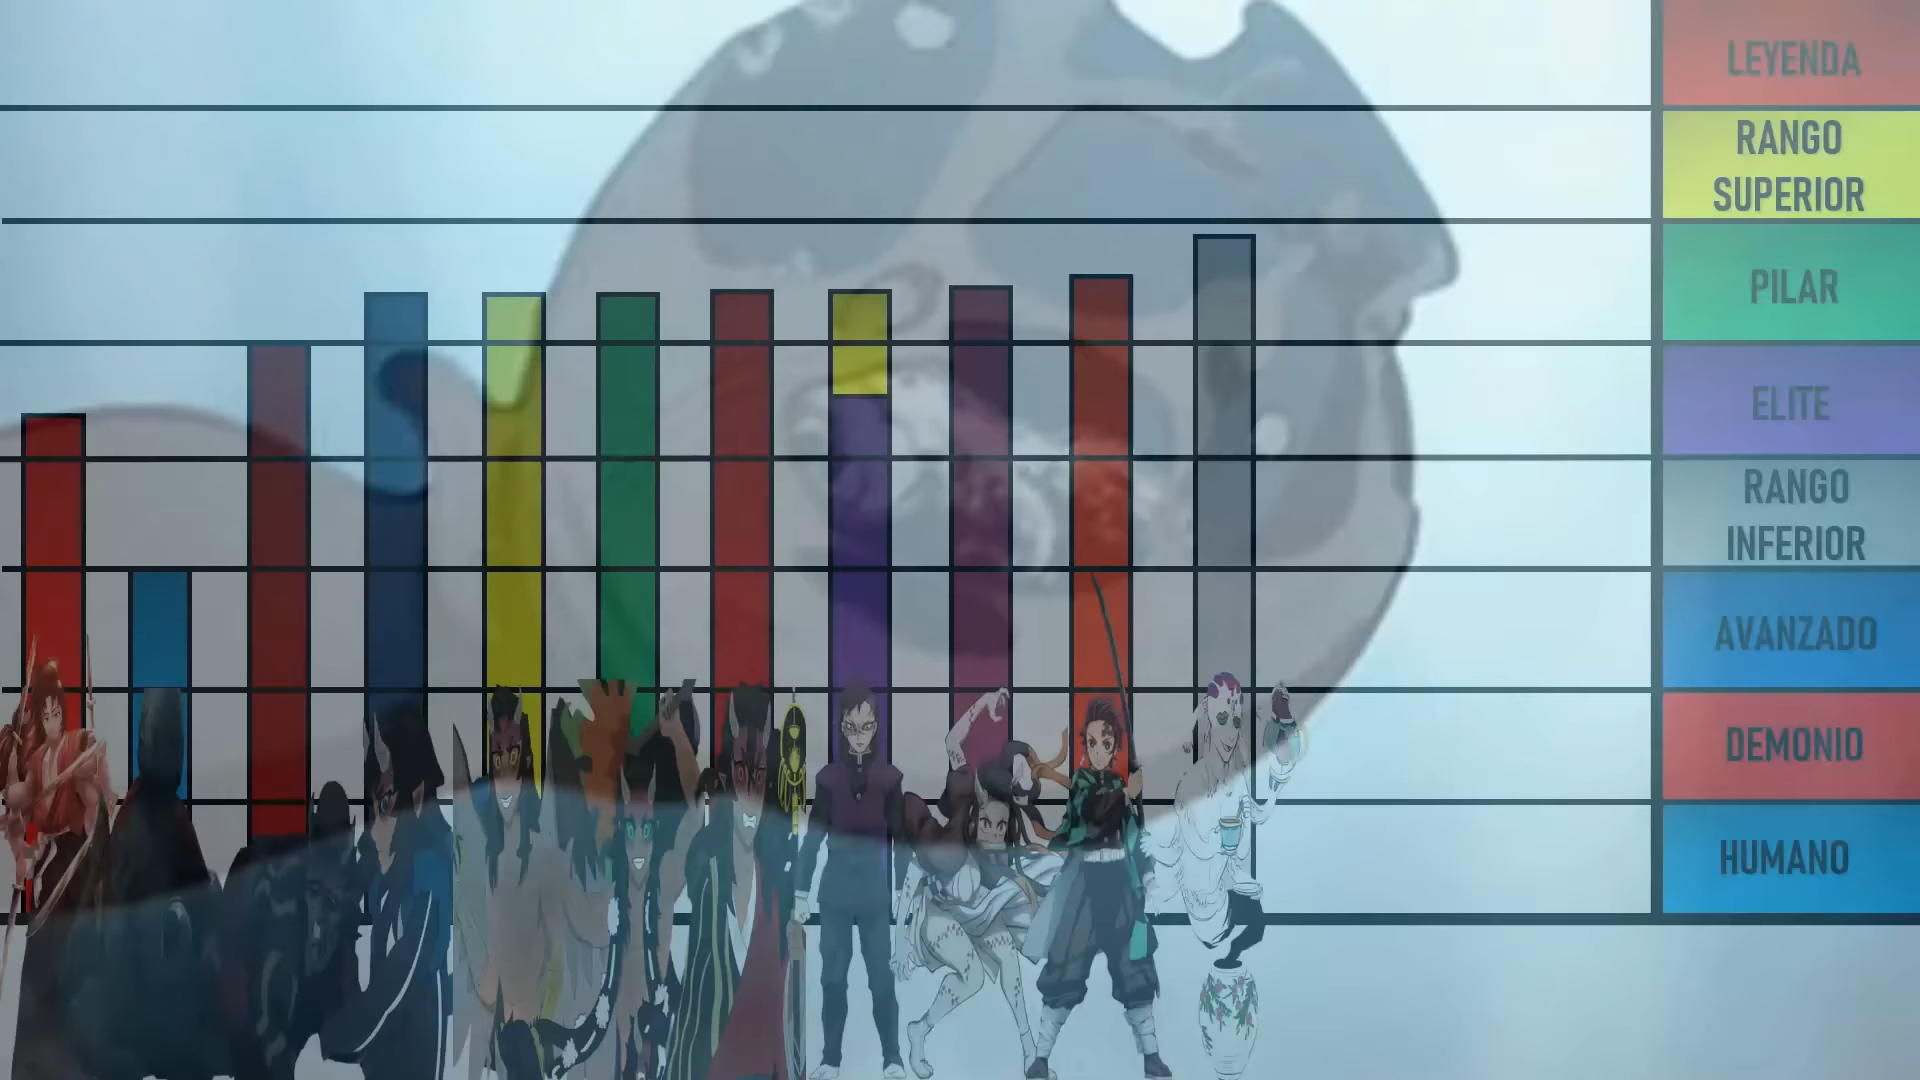 LEYENDA
RANGO
SUPERIOR
PILAR
ELITE
RANGO
INFERIOR
AVANZADO
DEMONIO
HUMANO